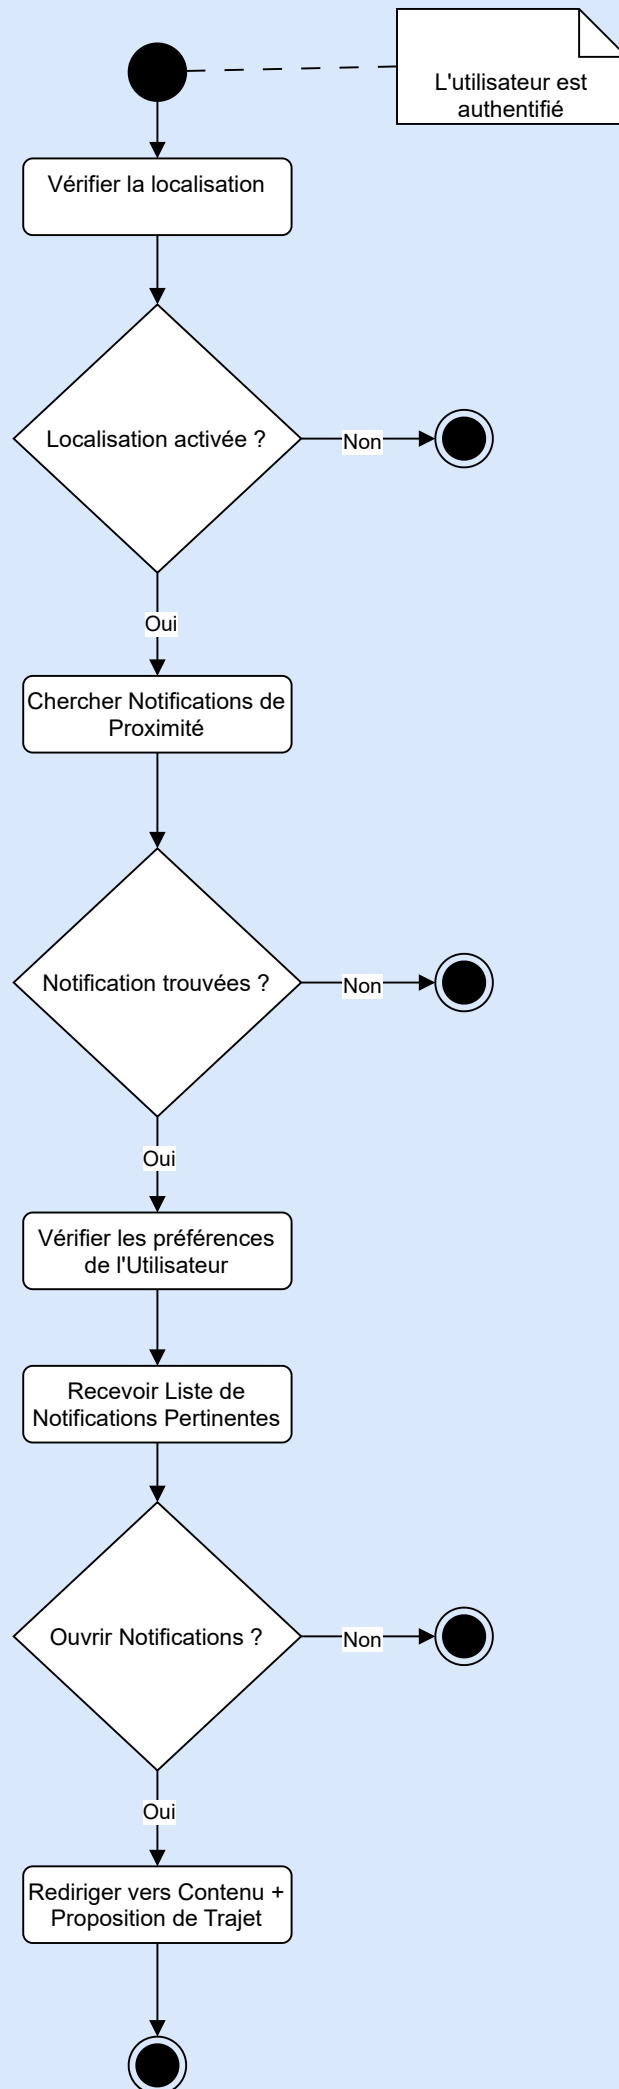 L'utilisateur est
authentifié
Vérifier la localisation
Localisation activée ?
Non
Oui
Chercher Notifications de
Proximité
Notification trouvées ?
Non
Oui
Vérifier les préférences
de l'Utilisateur
Recevoir Liste de
Notifications Pertinentes
Ouvrir Notifications ?
Non
Oui
Rediriger vers Contenu +
Proposition de Trajet